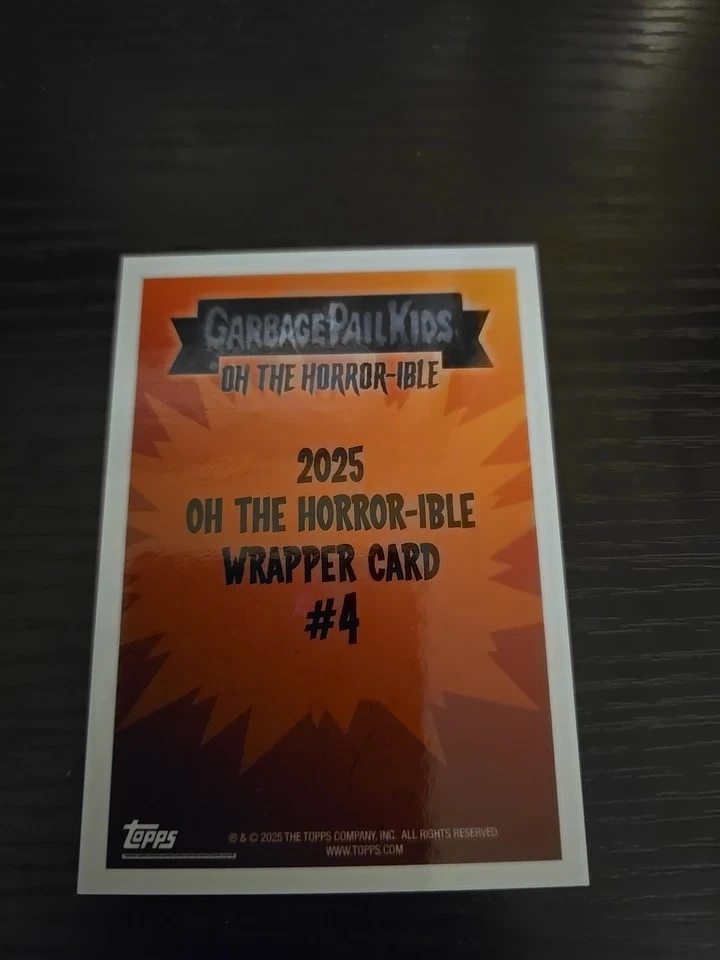 GARBAGE PAIL KIDS
OH THE HORROR-IBLE
2025
OH THE HORROR-IBLE
WRAPPER CARD
#4
Topps
℗ & © 2025 THE TOPPS COMPANY, INC. ALL RIGHTS RESERVED.
WWW.TOPPS.COM